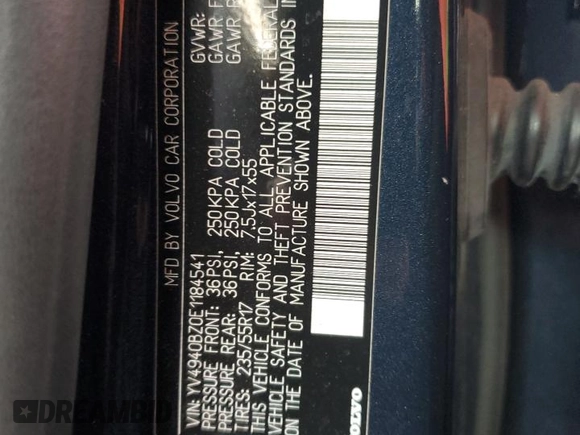 MFD BY VOLVO CAR CORPORATION
GVWR:
GAWR F
GAWR R
VIN: YV4940BZ0E1184541
PRESSURE FRONT: 36PSI, 250KPA COLD
PRESSURE REAR: 36PSI, 250KPA COLD
TIRES: 235/55R17 RIM: 7,5Jx17x55
THIS VEHICLE CONFORMS TO ALL APPLICABLE FEDERAL
VEHICLE SAFETY AND THEFT PREVENTION STANDARDS IN
ON THE DATE OF MANUFACTURE SHOWN ABOVE.
VOLVO
DREAMBID